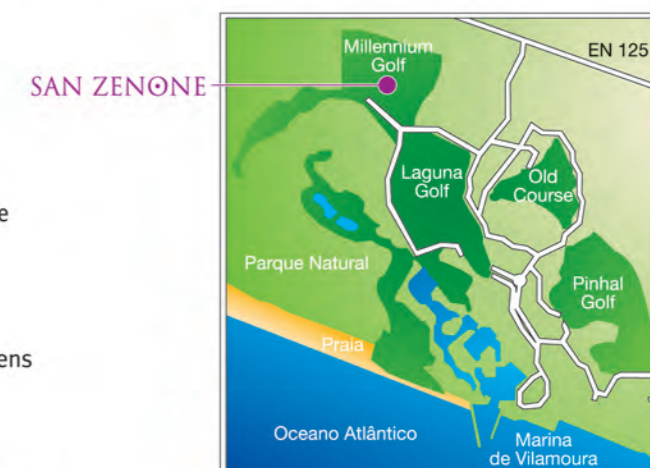 SAN ZENONE
e
ens
Millennium
Golf
EN 125
Laguna
Golf
Old
Course
Parque Natural
Pinhal
Golf
Praia
Oceano Atlântico
Marina
de Vilamoura